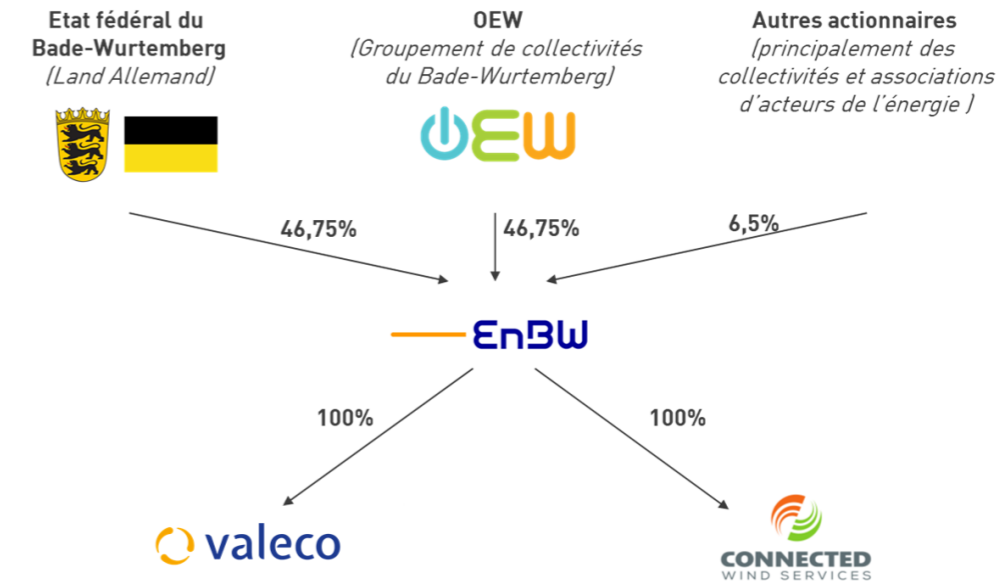 Etat fédéral du
Bade-Wurtemberg
(Land Allemand)
OEW
(Groupement de collectivités
du Bade-Wurtemberg)
Autres actionnaires
(principalement des
collectivités et associations
d'acteurs de l'énergie )
OEW
46,75%
46,75%
6,5%
EnBW
100%
100%
valeco
CONNECTED
WIND SERVICES